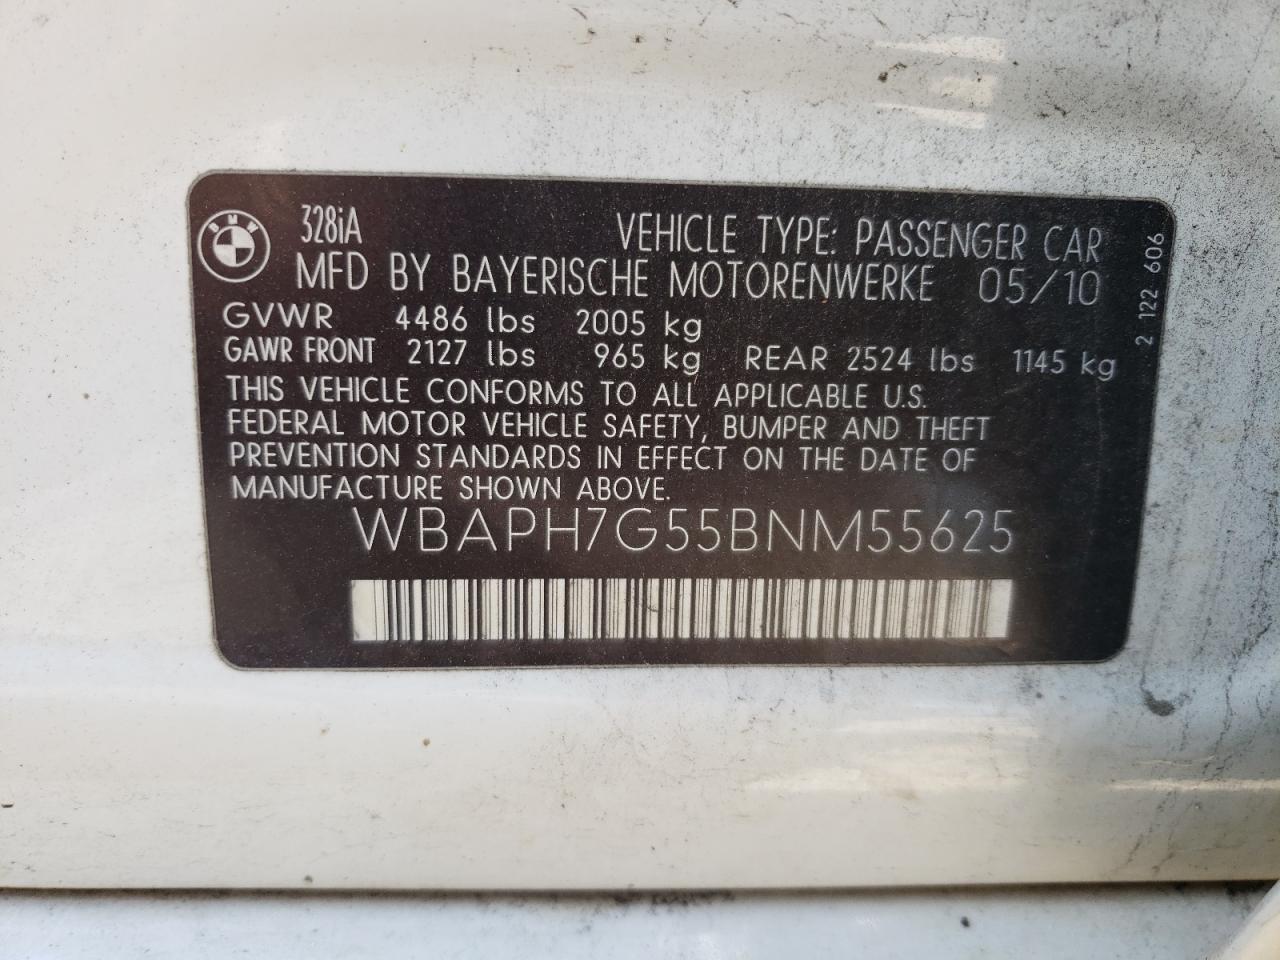 BMW
328iA VEHICLE TYPE: PASSENGER CAR
MFD BY BAYERISCHE MOTORENWERKE 05/10
GVWR 4486 lbs 2005 kg
GAWR FRONT 2127 lbs 965 kg REAR 2524 lbs 1145 kg
THIS VEHICLE CONFORMS TO ALL APPLICABLE U.S.
FEDERAL MOTOR VEHICLE SAFETY, BUMPER AND THEFT
PREVENTION STANDARDS IN EFFECT ON THE DATE OF
MANUFACTURE SHOWN ABOVE.
WBAPH7G55BNM55625
2 122 606